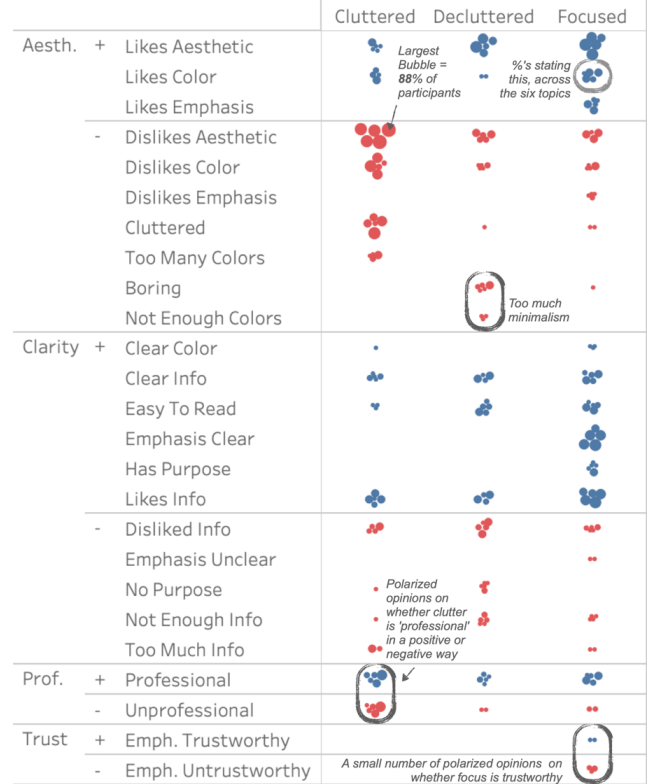 Cluttered Decluttered Focused
Aesth. + Likes Aesthetic
Likes Color
Likes Emphasis
Largest
Bubble =
88% of
participants
%'s stating
this, across
the six topics
- Dislikes Aesthetic
Dislikes Color
Dislikes Emphasis
Cluttered
Too Many Colors
Boring
Not Enough Colors
Too much
minimalism
Clarity + Clear Color
Clear Info
Easy To Read
Emphasis Clear
Has Purpose
Likes Info
- Disliked Info
Emphasis Unclear
No Purpose
Not Enough Info
Too Much Info
Polarized
opinions on
whether clutter
is 'professional'
in a positive or
negative way
Prof. + Professional
- Unprofessional
Trust + Emph. Trustworthy
- Emph. Untrustworthy
A small number of polarized opinions on
whether focus is trustworthy